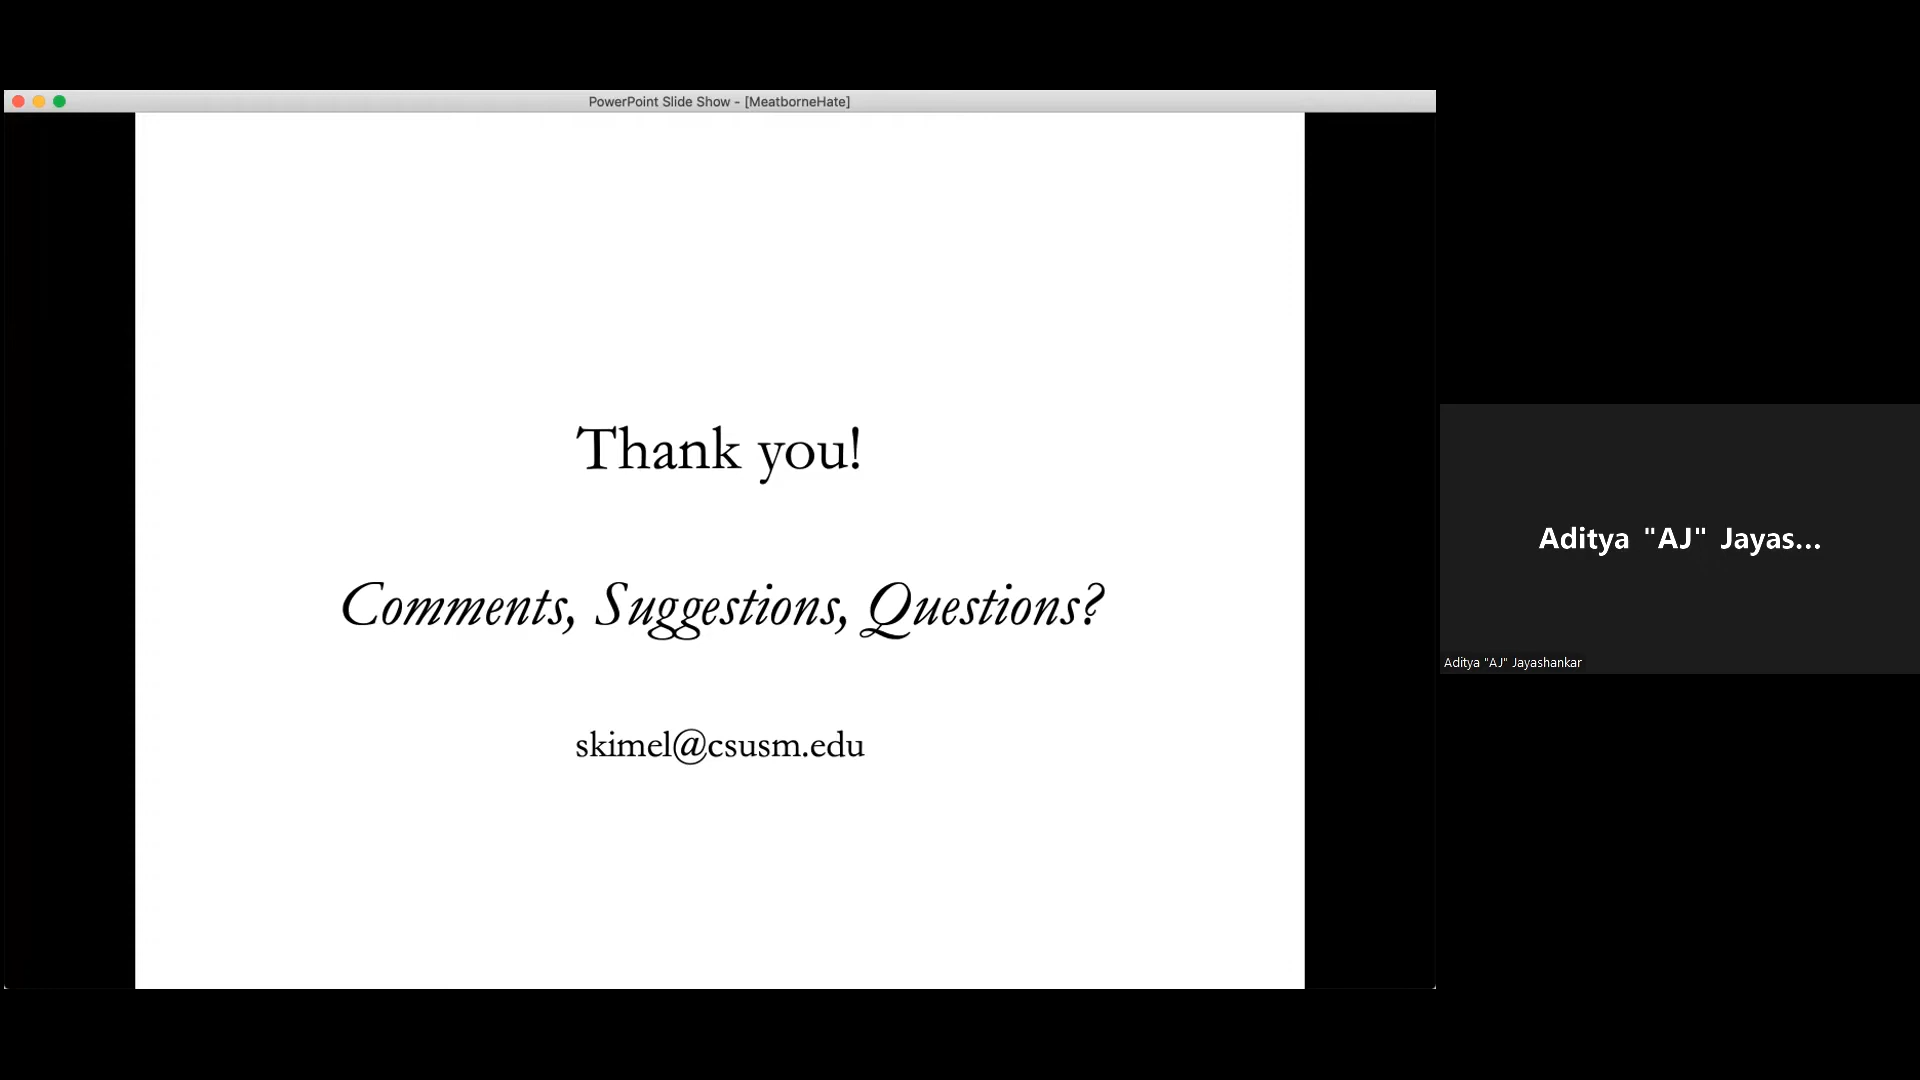 PowerPoint Slide Show - [MeatborneHate]
Thank you!
Comments, Suggestions, Questions?
skimel@csusm.edu
Aditya "AJ" Jayas...
Aditya "AJ" Jayashankar